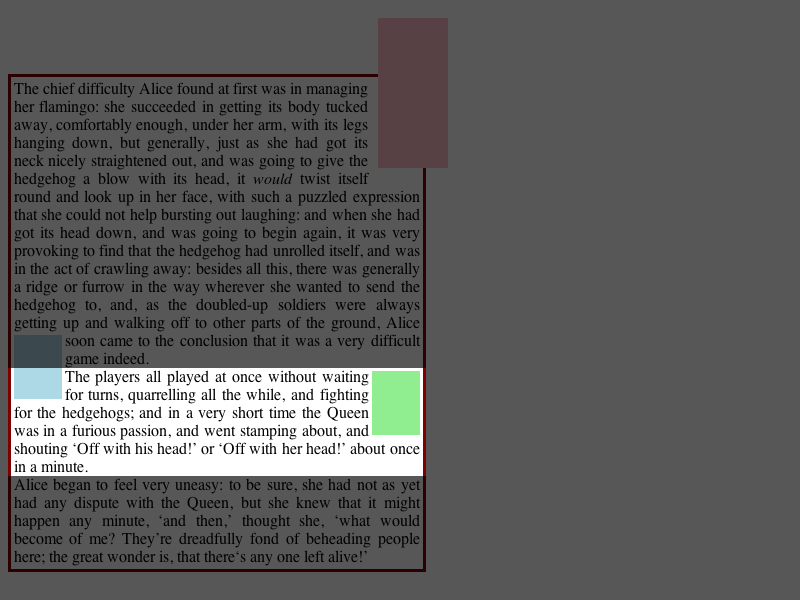 The chief difficulty Alice found at first was in managing
her flamingo: she succeeded in getting its body tucked
away, comfortably enough, under her arm, with its legs
hanging down, but generally, just as she had got its
neck nicely straightened out, and was going to give the
hedgehog a blow with its head, it would twist itself
round and look up in her face, with such a puzzled expression
that she could not help bursting out laughing: and when she had
got its head down, and was going to begin again, it was very
provoking to find that the hedgehog had unrolled itself, and was
in the act of crawling away: besides all this, there was generally
a ridge or furrow in the way wherever she wanted to send the
hedgehog to, and, as the doubled-up soldiers were always
getting up and walking off to other parts of the ground, Alice
soon came to the conclusion that it was a very difficult
game indeed.
The players all played at once without waiting
for turns, quarrelling all the while, and fighting
for the hedgehogs; and in a very short time the Queen
was in a furious passion, and went stamping about, and
shouting ‘Off with his head!’ or ‘Off with her head!’ about once
in a minute.
Alice began to feel very uneasy: to be sure, she had not as yet
had any dispute with the Queen, but she knew that it might
happen any minute, ‘and then,’ thought she, ‘what would
become of me? They’re dreadfully fond of beheading people
here; the great wonder is, that there‘s any one left alive!’